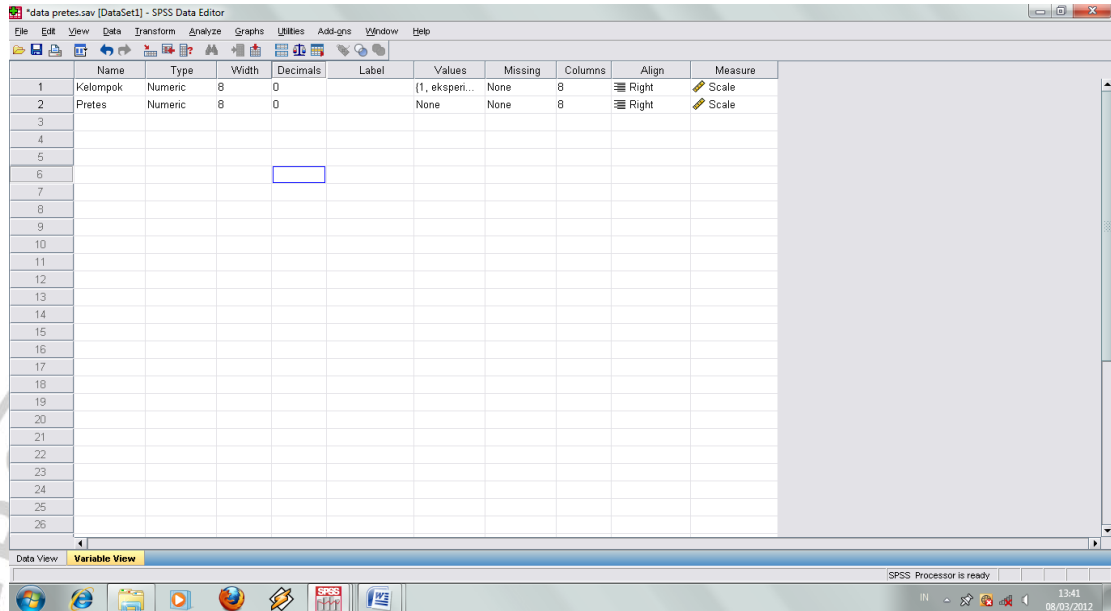 *data pretes.sav [DataSet1] - SPSS Data Editor
File Edit View Data Transform Analyze Graphs Utilities Add-ons Window Help
Name Type Width Decimals Label Values Missing Columns Align Measure
1 Kelompok Numeric 8 0 {1, eksperi... None 8 Right Scale
2 Pretes Numeric 8 0 None None 8 Right Scale
3
4
5
6
7
8
9
10
11
12
13
14
15
16
17
18
19
20
21
22
23
24
25
26
Data View Variable View
SPSS Processor is ready
SPSS
IN 13:41
08/03/2012